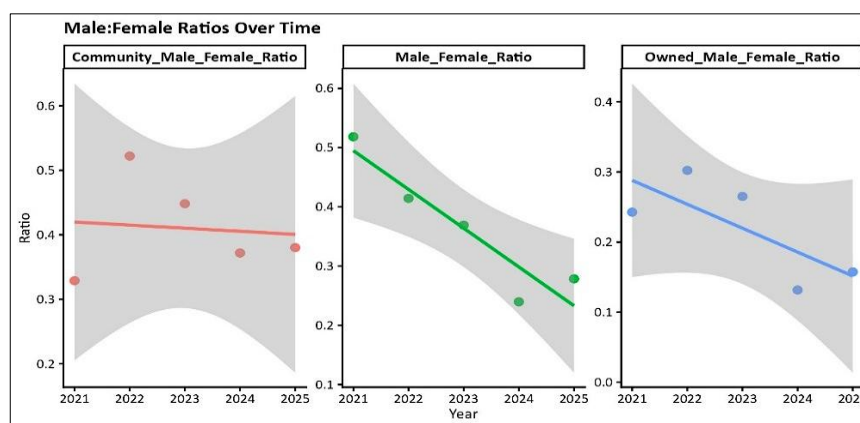 Male:Female Ratios Over Time
Community_Male_Female_Ratio
Male_Female_Ratio
Owned_Male_Female_Ratio
Ratio
0.6
0.5
0.4
0.3
0.2
0.6
0.5
0.4
0.3
0.2
0.1
0.4
0.3
0.2
0.1
0.0
2021 2022 2023 2024 2025
2021 2022 2023 2024 2025
2021 2022 2023 2024 202
Year